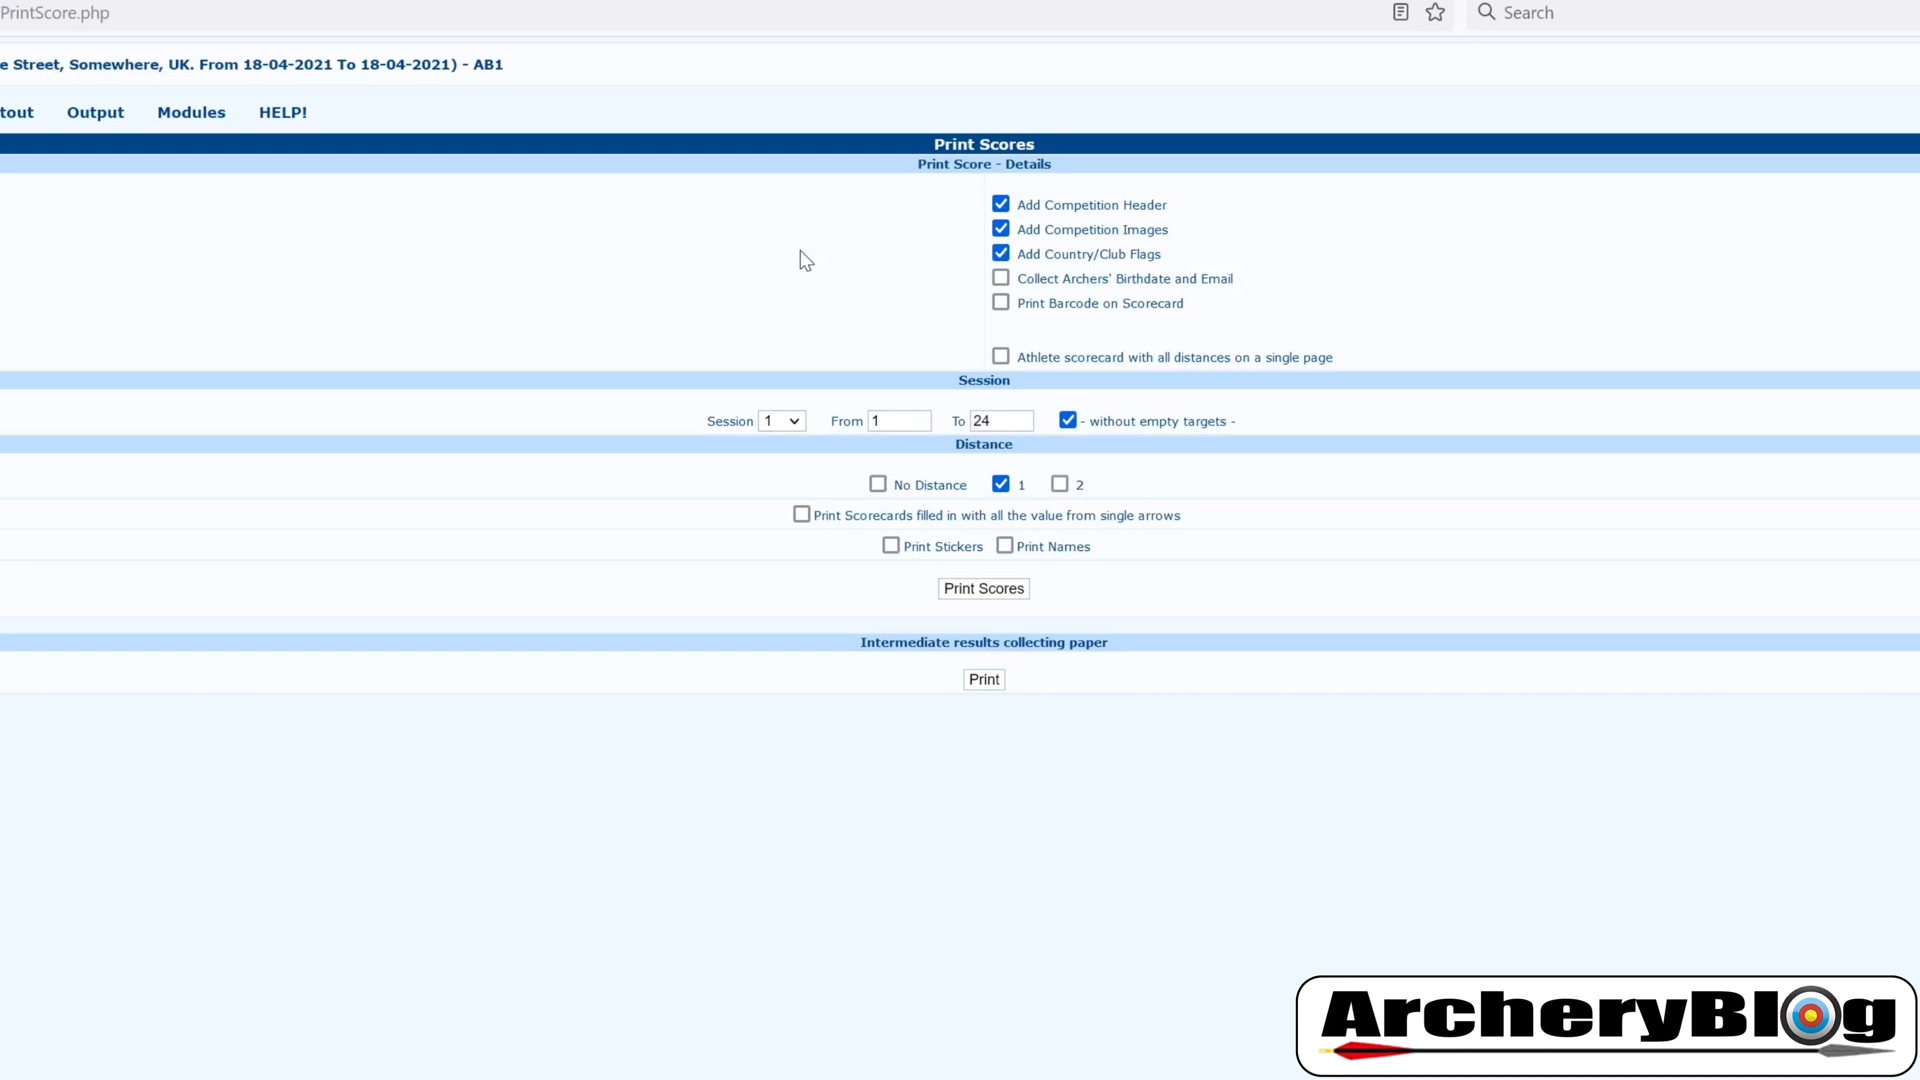 PrintScore.php
Search
e Street, Somewhere, UK. From 18-04-2021 To 18-04-2021) - AB1
tout Output Modules HELP!
Print Scores
Print Score - Details
Add Competition Header
Add Competition Images
Add Country/Club Flags
Collect Archers' Birthdate and Email
Print Barcode on Scorecard
Athlete scorecard with all distances on a single page
Session
Session 1 From 1 To 24 - without empty targets -
Distance
No Distance 1 2
Print Scorecards filled in with all the value from single arrows
Print Stickers Print Names
Print Scores
Intermediate results collecting paper
Print
ArcheryBlog